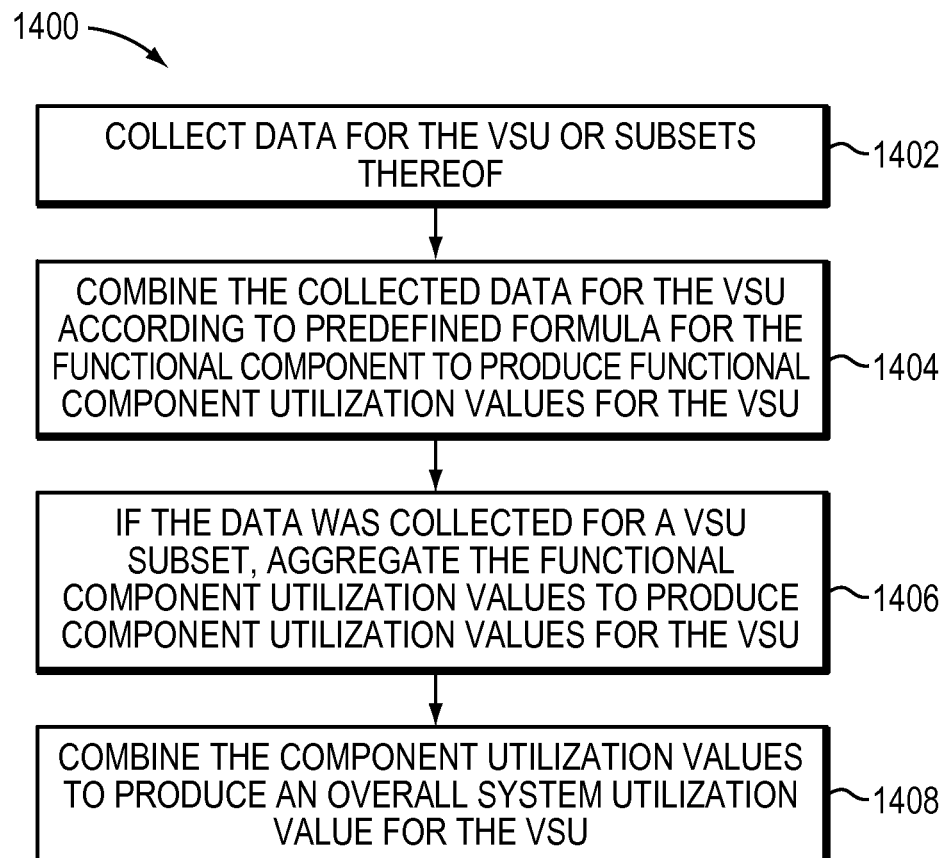 1400
COLLECT DATA FOR THE VSU OR SUBSETS
THEREOF
1402
COMBINE THE COLLECTED DATA FOR THE VSU
ACCORDING TO PREDEFINED FORMULA FOR THE
FUNCTIONAL COMPONENT TO PRODUCE FUNCTIONAL
COMPONENT UTILIZATION VALUES FOR THE VSU
1404
IF THE DATA WAS COLLECTED FOR A VSU
SUBSET, AGGREGATE THE FUNCTIONAL
COMPONENT UTILIZATION VALUES TO PRODUCE
COMPONENT UTILIZATION VALUES FOR THE VSU
1406
COMBINE THE COMPONENT UTILIZATION VALUES
TO PRODUCE AN OVERALL SYSTEM UTILIZATION
VALUE FOR THE VSU
1408